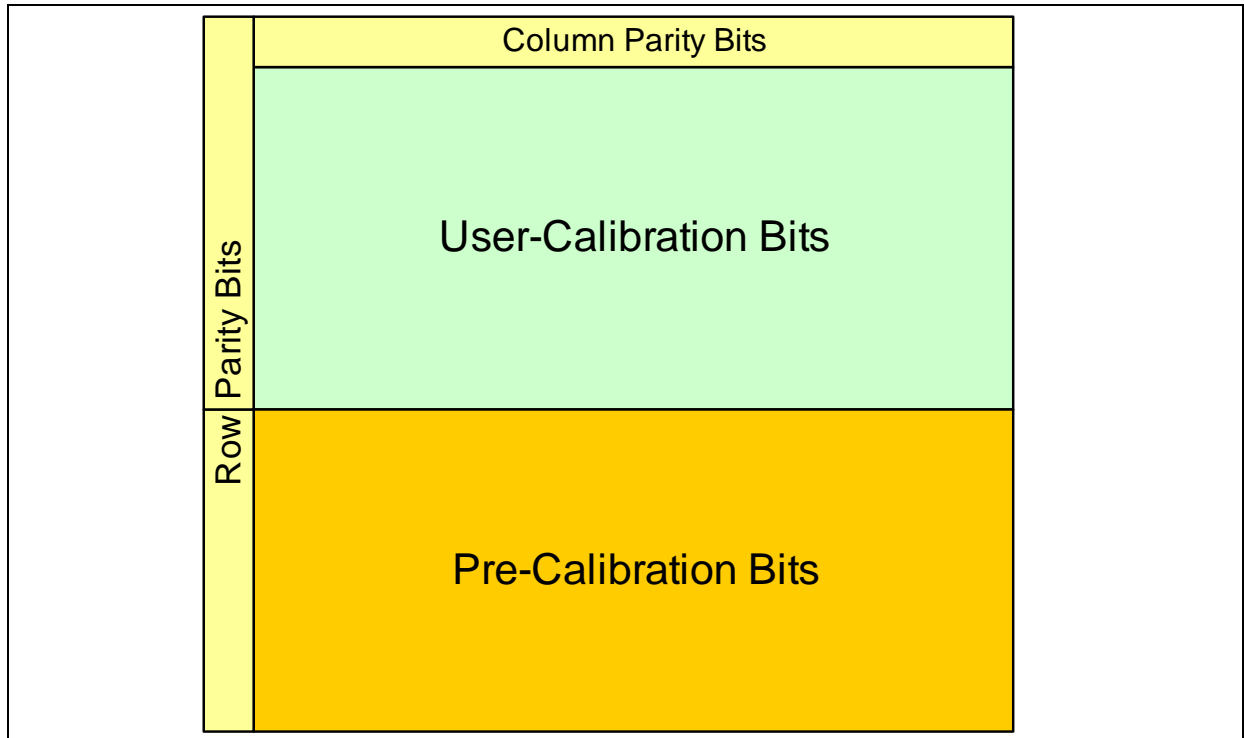 Column Parity Bits
User-Calibration Bits
Row Parity Bits
Pre-Calibration Bits